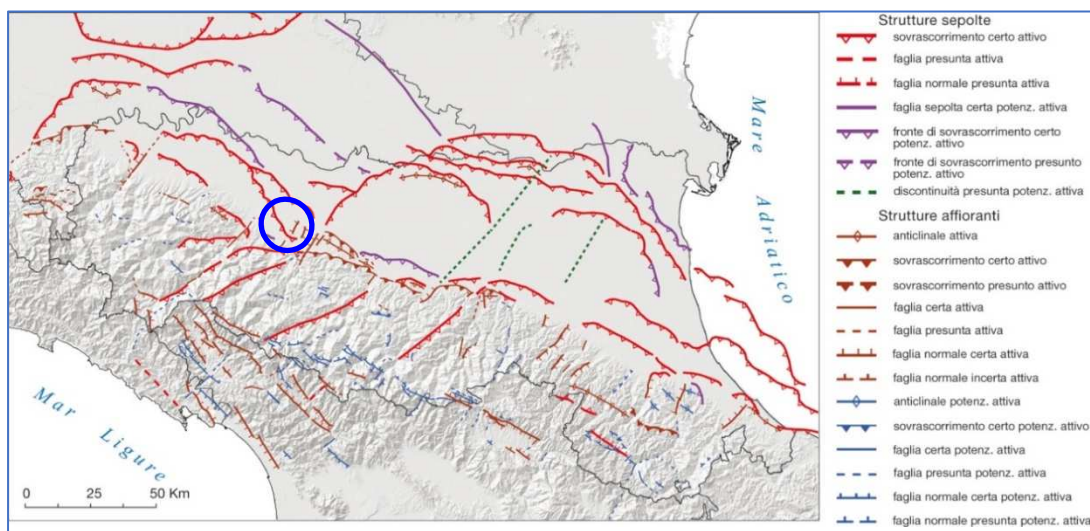 Mare
Adriatico
Mar Ligure
0 25 50 Km
Strutture sepolte
sovrascorrimento certo attivo
faglia presunta attiva
faglia normale presunta attiva
faglia sepolta certa potenz. attiva
fronte di sovrascorrimento certo
potenz. attivo
fronte di sovrascorrimento presunto
potenz. attivo
discontinuità presunta potenz. attiva
Strutture affioranti
anticlinale attiva
sovrascorrimento certo attivo
sovrascorrimento presunto attivo
faglia certa attiva
faglia presunta attiva
faglia normale certa attiva
faglia normale incerta attiva
anticlinale potenz. attiva
sovrascorrimento certo potenz. attivo
faglia certa potenz. attiva
faglia presunta potenz. attiva
faglia normale certa potenz. attiva
faglia normale presunta potenz. attiva